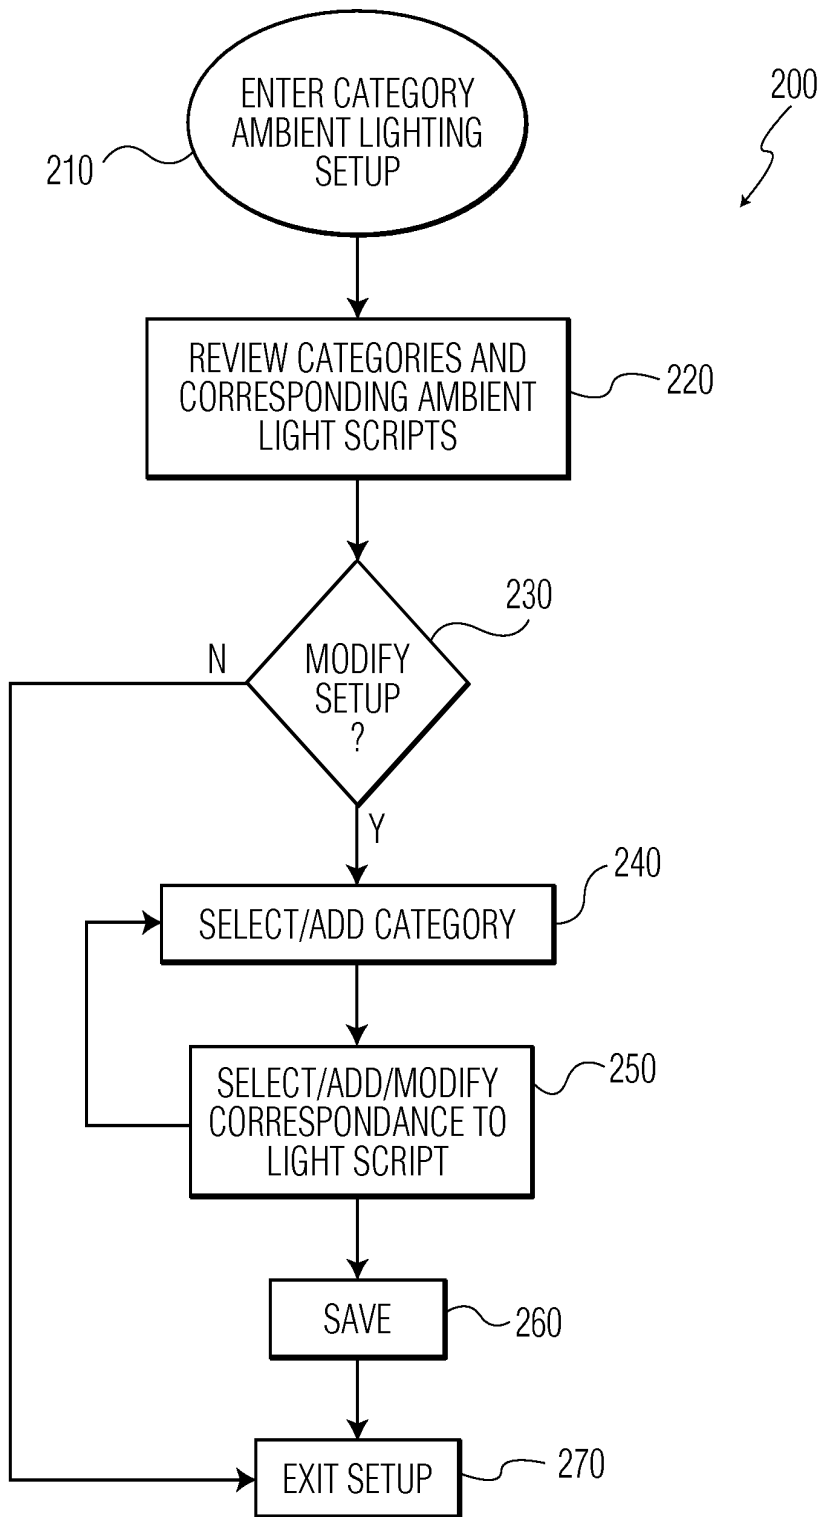 ENTER CATEGORY
AMBIENT LIGHTING
SETUP
210
200
REVIEW CATEGORIES AND
CORRESPONDING AMBIENT
LIGHT SCRIPTS
220
230
N
MODIFY
SETUP
?
Y
240
SELECT/ADD CATEGORY
250
SELECT/ADD/MODIFY
CORRESPONDANCE TO
LIGHT SCRIPT
SAVE
260
EXIT SETUP
270